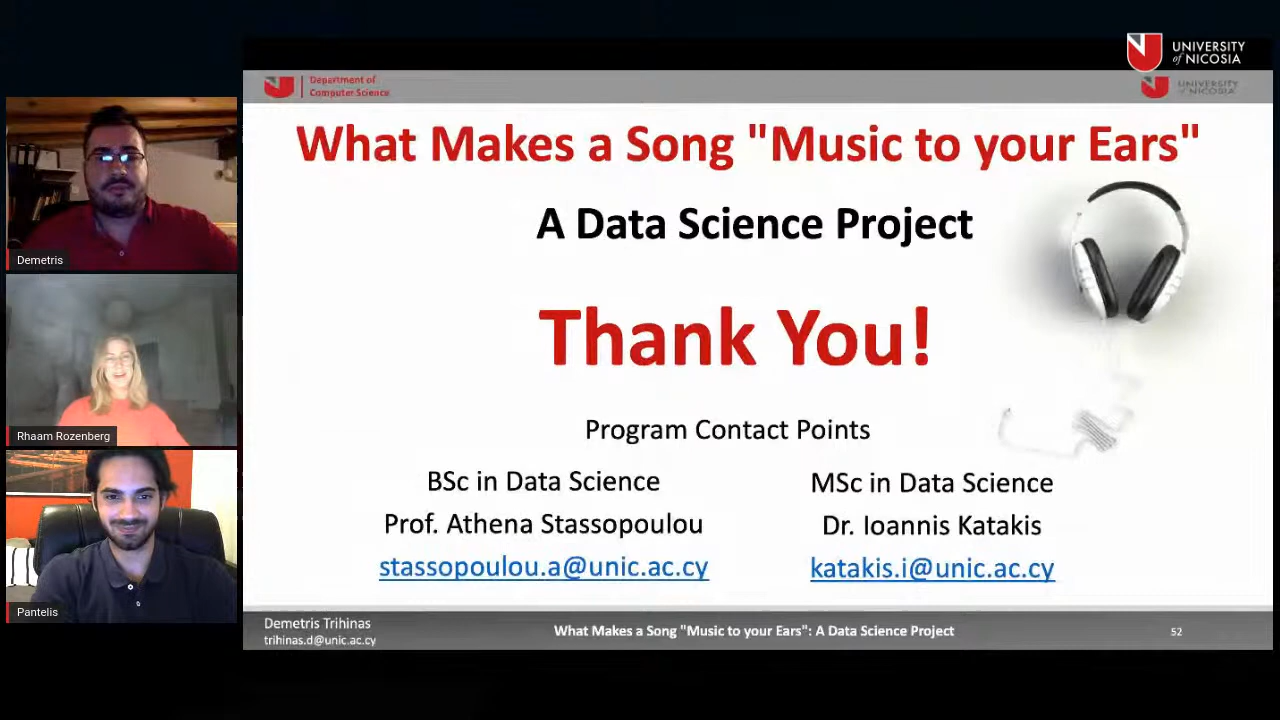 UNIVERSITY
of NICOSIA
Department of
Computer Science
UNIVERSITY
of NICOSIA
What Makes a Song "Music to your Ears"
A Data Science Project
Thank You!
Program Contact Points
BSc in Data Science
MSc in Data Science
Prof. Athena Stassopoulou
Dr. Ioannis Katakis
stassopoulou.a@unic.ac.cy
katakis.i@unic.ac.cy
Demetris Trihinas
trihinas.d@unic.ac.cy
What Makes a Song "Music to your Ears": A Data Science Project
52
Demetris
Rhaam Rozenberg
Pantelis